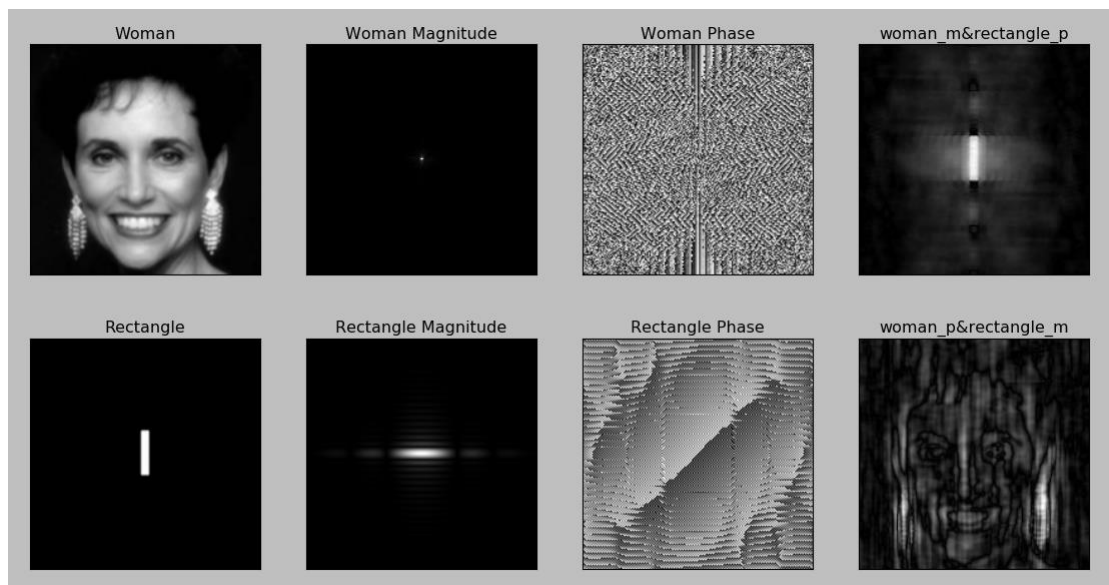 Woman
Woman Magnitude
Woman Phase
woman_m&rectangle_p
Rectangle
Rectangle Magnitude
Rectangle Phase
woman_p&rectangle_m